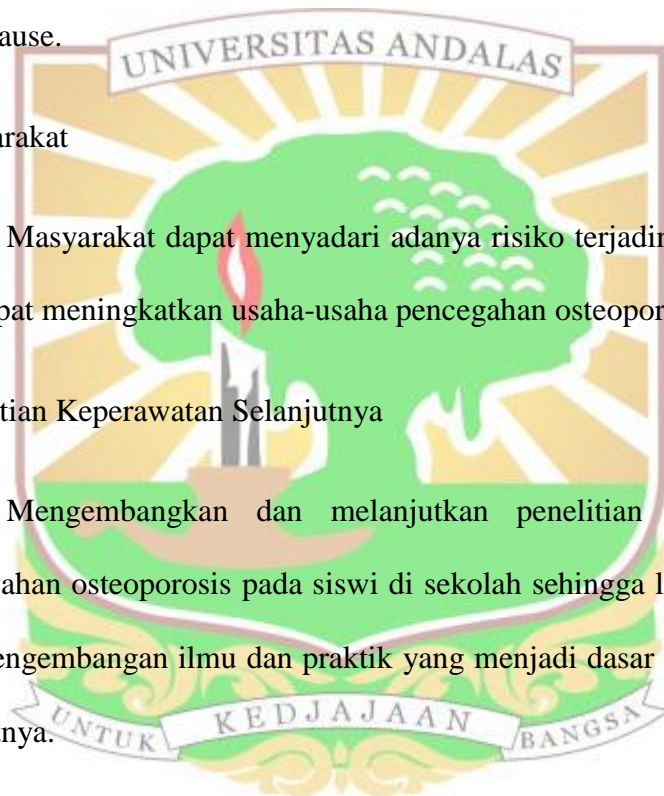 ause.
UNIVERSITAS ANDALAS
arakat
Masyarakat dapat menyadari adanya risiko terjadin
pat meningkatkan usaha-usaha pencegahan osteopor
tian Keperawatan Selanjutnya
Mengembangkan dan melanjutkan penelitian
ahan osteoporosis pada siswi di sekolah sehingga l
engembangan ilmu dan praktik yang menjadi dasar
UNTUK KEDJAJAAN BANGSA
nya.